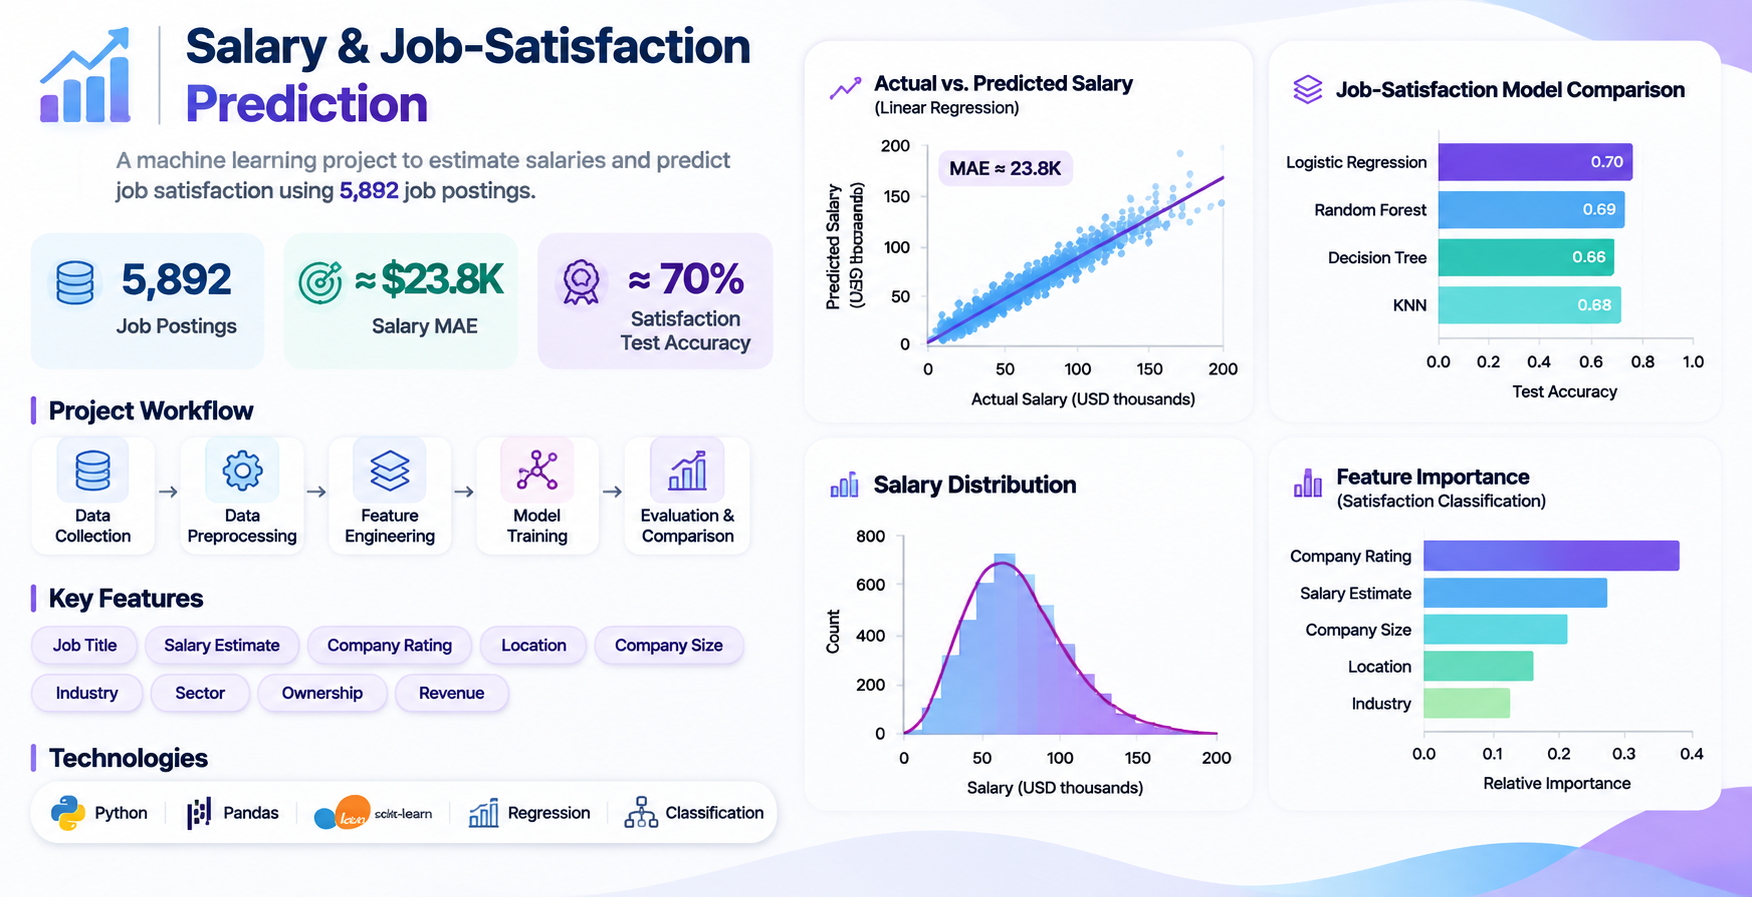 Salary & Job-Satisfaction
Prediction
A machine learning project to estimate salaries and predict
job satisfaction using 5,892 job postings.
5,892
Job Postings
≈ $23.8K
Salary MAE
≈ 70%
Satisfaction
Test Accuracy
Project Workflow
Data
Collection
Data
Preprocessing
Feature
Engineering
Model
Training
Evaluation &
Comparison
Key Features
Job Title
Salary Estimate
Company Rating
Location
Company Size
Industry
Sector
Ownership
Revenue
Technologies
Python
Pandas
learn
Regression
Classification
Actual vs. Predicted Salary
(Linear Regression)
MAE ≈ 23.8K
Predicted Salary
(USD thousands)
200
150
100
50
0
0 50 100 150 200
Actual Salary (USD thousands)
Job-Satisfaction Model Comparison
Logistic Regression 0.70
Random Forest 0.69
Decision Tree 0.66
KNN 0.68
0.0 0.2 0.4 0.6 0.8 1.0
Test Accuracy
Salary Distribution
Count
800
600
400
200
0
0 50 100 150 200
Salary (USD thousands)
Feature Importance
(Satisfaction Classification)
Company Rating
Salary Estimate
Company Size
Location
Industry
0.0 0.1 0.2 0.3 0.4
Relative Importance